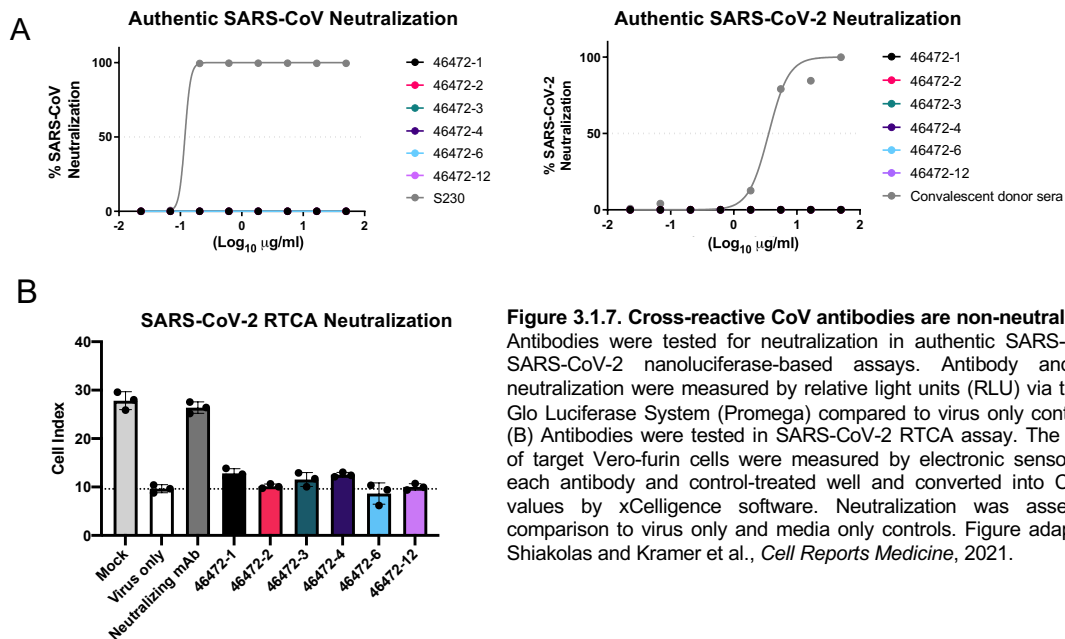 A
Authentic SARS-CoV Neutralization
% SARS-CoV
Neutralization
100
50
0
-2
-1
0
1
2
(Log10 µg/ml)
46472-1
46472-2
46472-3
46472-4
46472-6
46472-12
S230
Authentic SARS-CoV-2 Neutralization
% SARS-CoV-2
Neutralization
100
50
0
-2
-1
0
1
2
(Log10 µg/ml)
46472-1
46472-2
46472-3
46472-4
46472-6
46472-12
Convalescent donor sera
B
SARS-CoV-2 RTCA Neutralization
Cell Index
40
30
20
10
0
Mock
Virus only
Neutralizing mAb
46472-1
46472-2
46472-3
46472-4
46472-6
46472-12
Figure 3.1.7. Cross-reactive CoV antibodies are non-neutral
Antibodies were tested for neutralization in authentic SARS-
SARS-CoV-2 nanoluciferase-based assays. Antibody and
neutralization were measured by relative light units (RLU) via t
Glo Luciferase System (Promega) compared to virus only cont
(B) Antibodies were tested in SARS-CoV-2 RTCA assay. The
of target Vero-furin cells were measured by electronic senso
each antibody and control-treated well and converted into C
values by xCelligence software. Neutralization was asse
comparison to virus only and media only controls. Figure adap
Shiakolas and Kramer et al., Cell Reports Medicine, 2021.